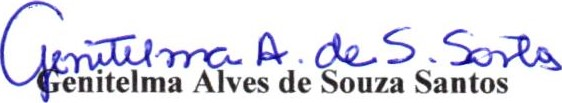 Genitelma A. de S. Santos
Genitelma Alves de Souza Santos